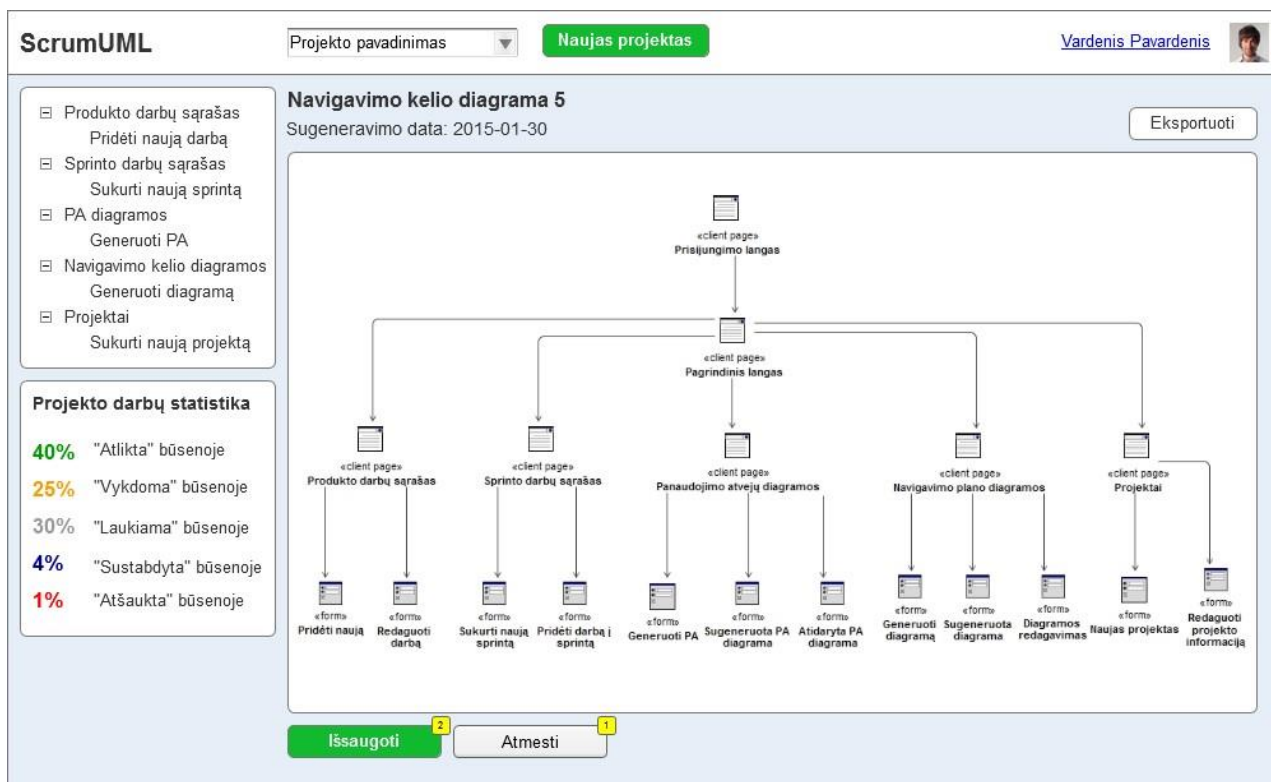 ScrumUML
Projekto pavadinimas
Naujas projektas
Vardenis Pavardenis
Produkto darbų sąrašas
Pridėti naują darbą
Sprinto darbų sąrašas
Sukurti naują sprintą
PA diagramos
Generuoti PA
Navigavimo kelio diagramos
Generuoti diagramą
Projektai
Sukurti naują projektą
Projekto darbų statistika
40% "Atlikta" būsenoje
25% "Vykdoma" būsenoje
30% "Laukiama" būsenoje
4% "Sustabdyta" būsenoje
1% "Atšaukta" būsenoje
Navigavimo kelio diagrama 5
Sugeneravimo data: 2015-01-30
Eksportuoti
«client page»
Prisijungimo langas
«client page»
Pagrindinis langas
«client page»
Produkto darbų sąrašas
«client page»
Sprinto darbų sąrašas
«client page»
Panaudojimo atvejų diagramos
«client page»
Navigavimo plano diagramos
«client page»
Projektai
«form»
Pridėti naują
«form»
Redaguoti
darbą
«form»
Sukurti naują
sprintą
«form»
Pridėti darbą į
sprintą
«form»
Generuoti PA
«form»
Sugeneruota PA
diagrama
«form»
Atidaryta PA
diagrama
«form»
Generuoti
diagramą
«form»
Sugeneruota
diagrama
«form»
Diagramos
redagavimas
«form»
Naujas projektas
«form»
Redaguoti
projekto
informaciją
Išsaugoti
2
Atmesti
1